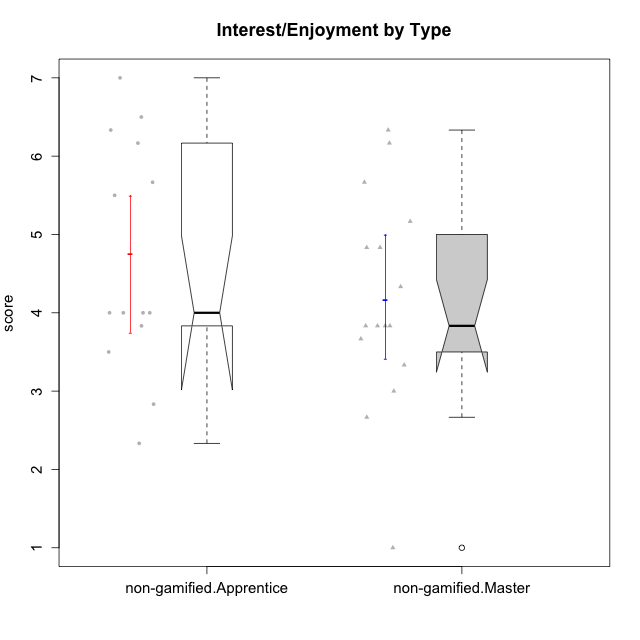 Interest/Enjoyment by Type
7
6
5
4
3
2
1
score
non-gamified.Apprentice
non-gamified.Master